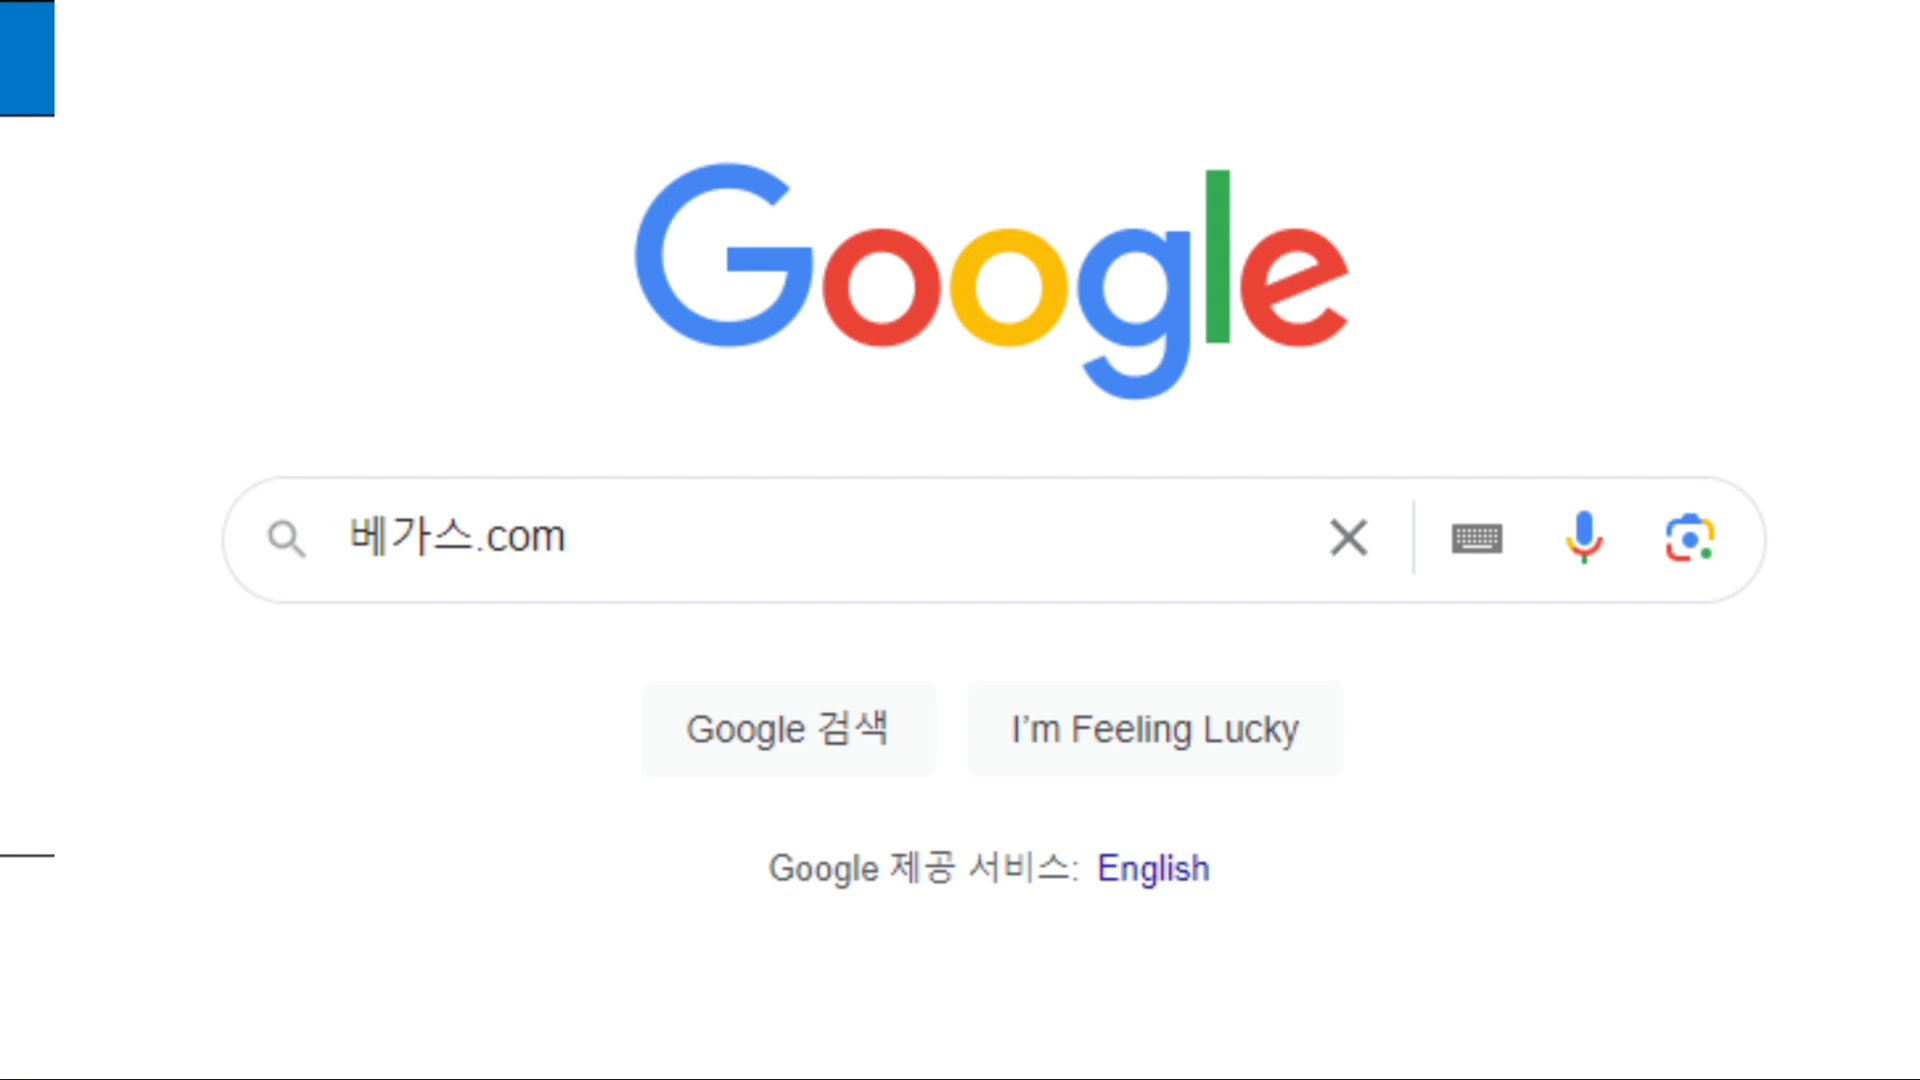 Google
베가스.com
Google 검색
I’m Feeling Lucky
Google 제공 서비스: English